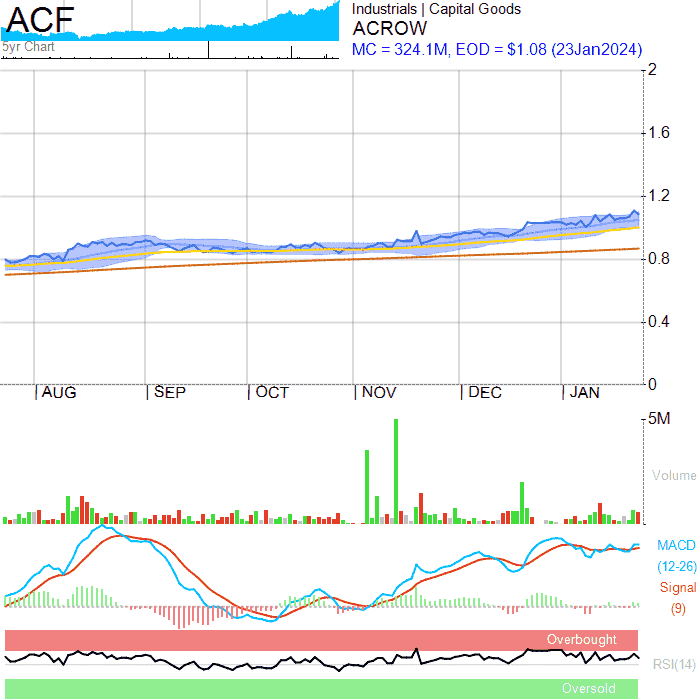 ACF
5yr Chart
Industrials | Capital Goods
ACROW
MC = 324.1M, EOD = $1.08 (23Jan2024)
2
1.6
1.2
0.8
0.4
0
AUG SEP OCT NOV DEC JAN
5M
Volume
MACD
(12-26)
Signal
(9)
Overbought
RSI(14)
Oversold